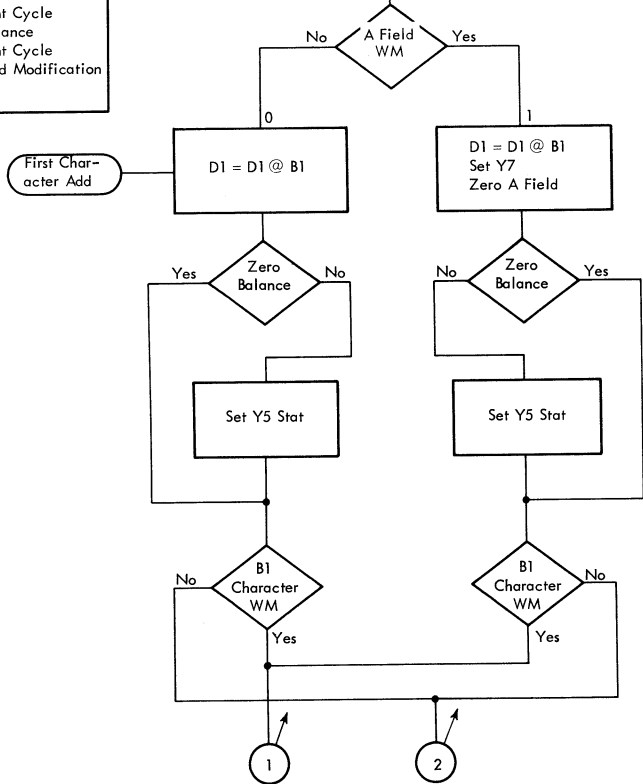 nt Cycle
ance
nt Cycle
d Modification
A Field
WM
No
Yes
0
1
First Char-
acter Add
D1 = D1 @ B1
D1 = D1 @ B1
Set Y7
Zero A Field
Yes
Zero
Balance
No
No
Zero
Balance
Yes
Set Y5 Stat
Set Y5 Stat
No
B1
Character
WM
Yes
B1
Character
WM
No
Yes
1
2